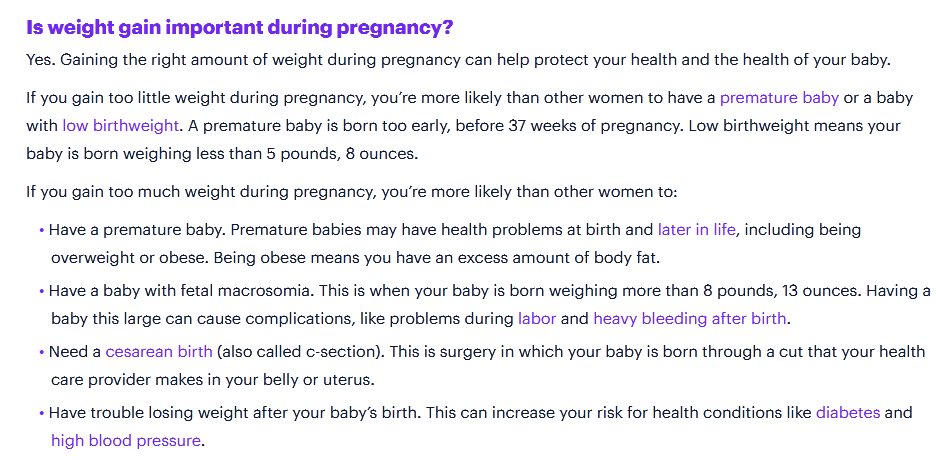 Is weight gain important during pregnancy?
Yes. Gaining the right amount of weight during pregnancy can help protect your health and the health of your baby.
If you gain too little weight during pregnancy, you’re more likely than other women to have a premature baby or a baby
with low birthweight. A premature baby is born too early, before 37 weeks of pregnancy. Low birthweight means your
baby is born weighing less than 5 pounds, 8 ounces.
If you gain too much weight during pregnancy, you’re more likely than other women to:
• Have a premature baby. Premature babies may have health problems at birth and later in life, including being
overweight or obese. Being obese means you have an excess amount of body fat.
• Have a baby with fetal macrosomia. This is when your baby is born weighing more than 8 pounds, 13 ounces. Having a
baby this large can cause complications, like problems during labor and heavy bleeding after birth.
• Need a cesarean birth (also called c-section). This is surgery in which your baby is born through a cut that your health
care provider makes in your belly or uterus.
• Have trouble losing weight after your baby’s birth. This can increase your risk for health conditions like diabetes and
high blood pressure.